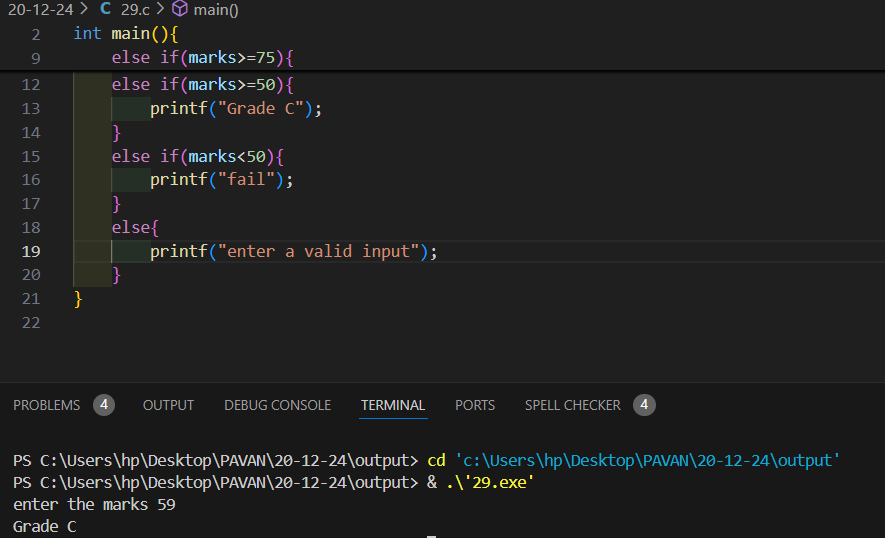 20-12-24 > C 29.c > main()
2 int main(){
9 else if(marks>=75){
12 else if(marks>=50){
13 printf("Grade C");
14 }
15 else if(marks<50){
16 printf("fail");
17 }
18 else{
19 printf("enter a valid input");
20 }
21 }
22
PROBLEMS 4 OUTPUT DEBUG CONSOLE TERMINAL PORTS SPELL CHECKER 4
PS C:\Users\hp\Desktop\PAVAN\20-12-24\output> cd 'c:\Users\hp\Desktop\PAVAN\20-12-24\output'
PS C:\Users\hp\Desktop\PAVAN\20-12-24\output> & .\'29.exe'
enter the marks 59
Grade C